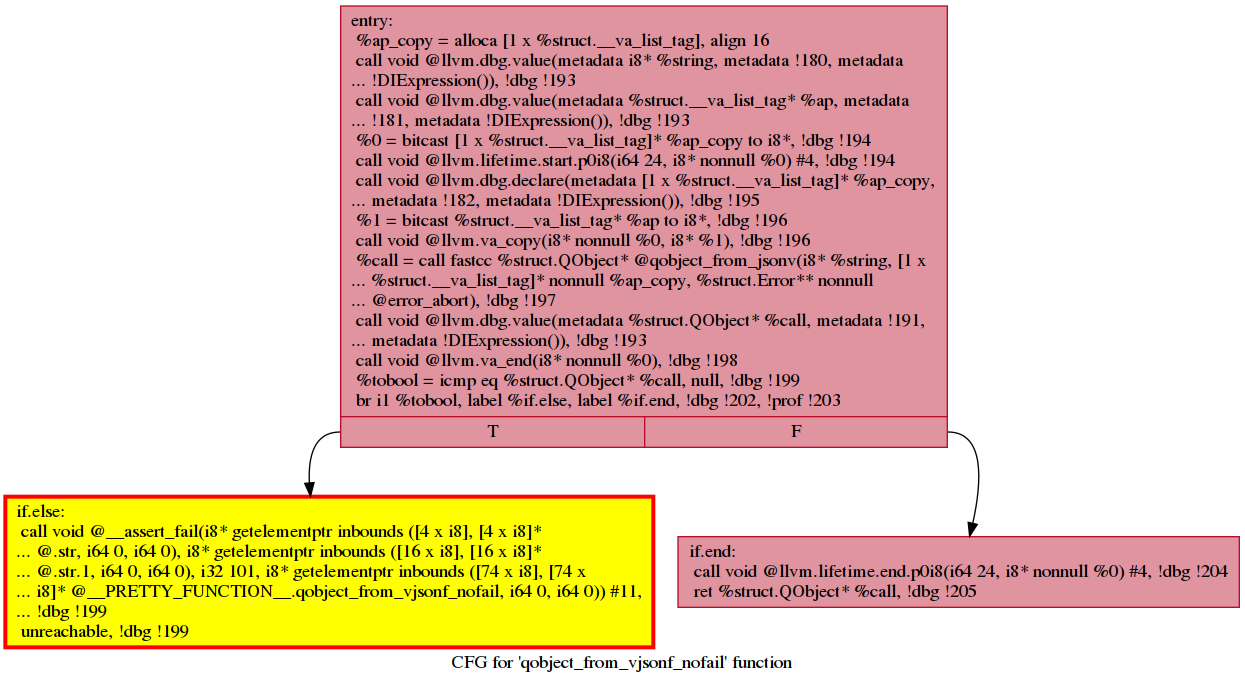 entry:
%ap_copy = alloca [1 x %struct.__va_list_tag], align 16
call void @llvm.dbg.value(metadata i8* %string, metadata !180, metadata
... !DIExpression()), !dbg !193
call void @llvm.dbg.value(metadata %struct.__va_list_tag* %ap, metadata
... !181, metadata !DIExpression()), !dbg !193
%0 = bitcast [1 x %struct.__va_list_tag]* %ap_copy to i8*, !dbg !194
call void @llvm.lifetime.start.p0i8(i64 24, i8* nonnull %0) #4, !dbg !194
call void @llvm.dbg.declare(metadata [1 x %struct.__va_list_tag]* %ap_copy,
... metadata !182, metadata !DIExpression()), !dbg !195
%1 = bitcast %struct.__va_list_tag* %ap to i8*, !dbg !196
call void @llvm.va_copy(i8* nonnull %0, i8* %1), !dbg !196
%call = call fastcc %struct.QObject* @qobject_from_jsonv(i8* %string, [1 x
... %struct.__va_list_tag]* nonnull %ap_copy, %struct.Error** nonnull
... @error_abort), !dbg !197
call void @llvm.dbg.value(metadata %struct.QObject* %call, metadata !191,
... metadata !DIExpression()), !dbg !193
call void @llvm.va_end(i8* nonnull %0), !dbg !198
%tobool = icmp eq %struct.QObject* %call, null, !dbg !199
br i1 %tobool, label %if.else, label %if.end, !dbg !202, !prof !203
T F
if.else:
call void @__assert_fail(i8* getelementptr inbounds ([4 x i8], [4 x i8]*
... @.str, i64 0, i64 0), i8* getelementptr inbounds ([16 x i8], [16 x i8]*
... @.str.1, i64 0, i64 0), i32 101, i8* getelementptr inbounds ([74 x i8], [74 x
... i8]* @__PRETTY_FUNCTION__.qobject_from_vjsonf_nofail, i64 0, i64 0)) #11,
... !dbg !199
unreachable, !dbg !199
if.end:
call void @llvm.lifetime.end.p0i8(i64 24, i8* nonnull %0) #4, !dbg !204
ret %struct.QObject* %call, !dbg !205
CFG for 'qobject_from_vjsonf_nofail' function